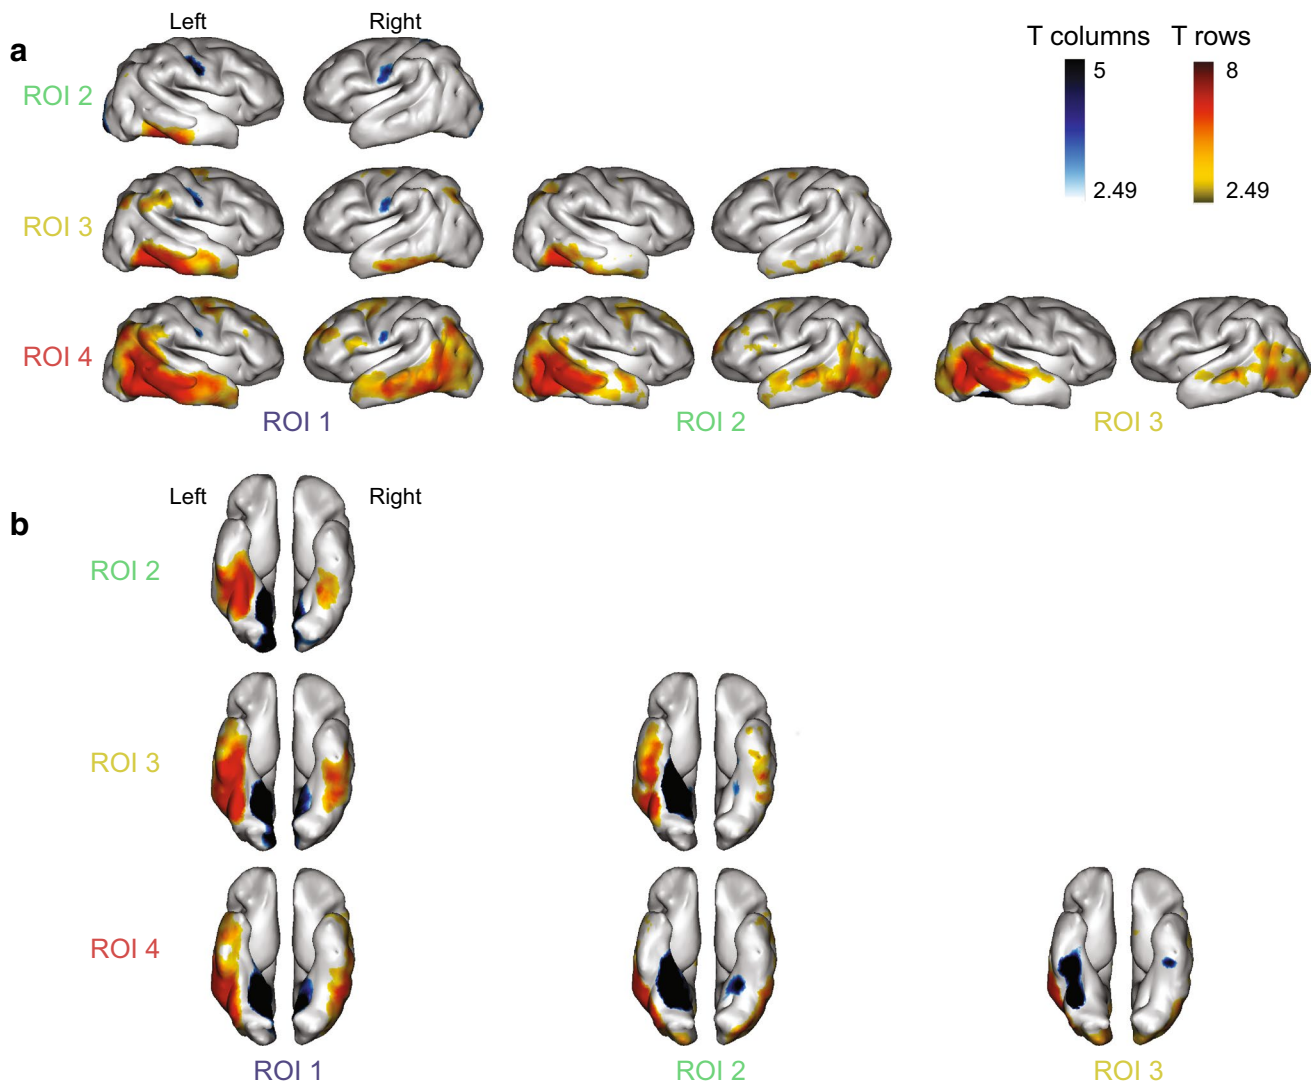 Left Right
T columns T rows
a
5 8
ROI 2
2.49 2.49
ROI 3
ROI 4
ROI 1 ROI 2 ROI 3
Left Right
b
ROI 2
ROI 3
ROI 4
ROI 1 ROI 2 ROI 3